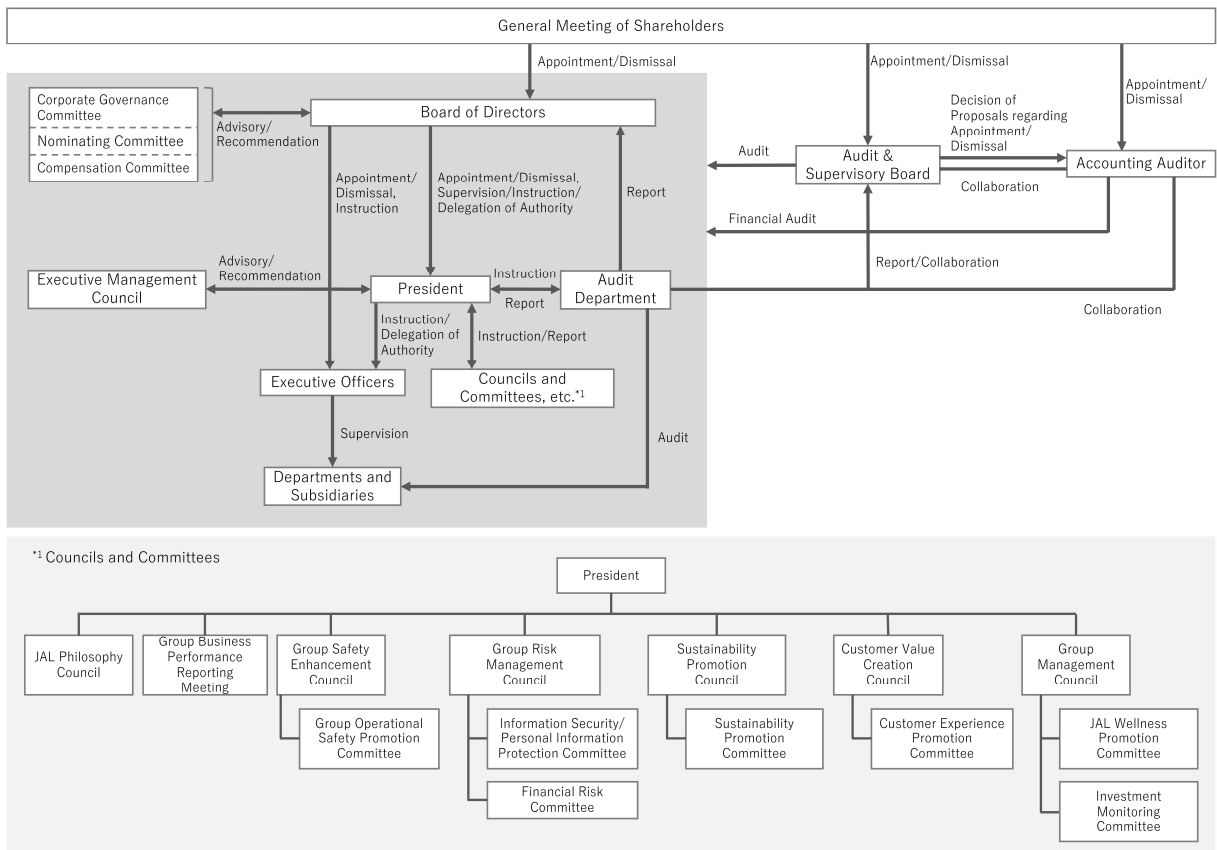 General Meeting of Shareholders
Appointment/Dismissal
Appointment/Dismissal
Appointment/
Dismissal
Corporate Governance
Committee
Nominating Committee
Compensation Committee
Advisory/
Recommendation
Board of Directors
Decision of
Proposals regarding
Appointment/
Dismissal
Audit
Audit &
Supervisory Board
Accounting Auditor
Collaboration
Appointment/
Dismissal,
Instruction
Appointment/Dismissal,
Supervision/Instruction/
Delegation of Authority
Report
Financial Audit
Report/Collaboration
Executive Management
Council
Advisory/
Recommendation
President
Instruction
Report
Audit
Department
Collaboration
Instruction/
Delegation of
Authority
Instruction/Report
Executive Officers
Councils and
Committees, etc.*1
Supervision
Audit
Departments and
Subsidiaries
*1 Councils and Committees
President
JAL Philosophy
Council
Group Business
Performance
Reporting
Meeting
Group Safety
Enhancement
Council
Group Risk
Management
Council
Sustainability
Promotion
Council
Customer Value
Creation
Council
Group
Management
Council
Group Operational
Safety Promotion
Committee
Information Security/
Personal Information
Protection Committee
Sustainability
Promotion
Committee
Customer Experience
Promotion
Committee
JAL Wellness
Promotion
Committee
Financial Risk
Committee
Investment
Monitoring
Committee